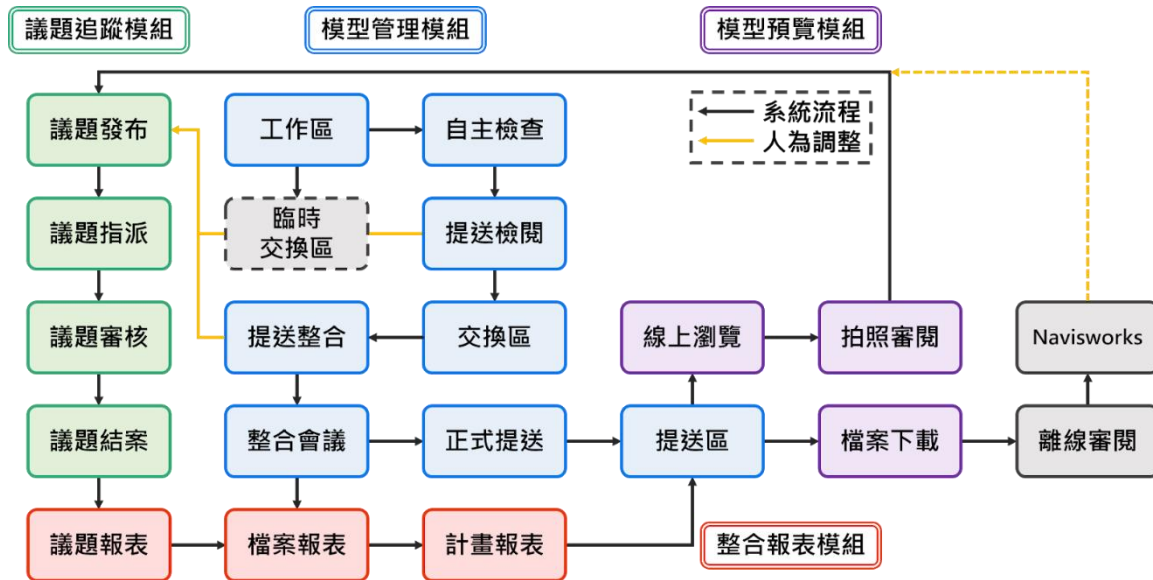 議題追蹤模組
模型管理模組
模型預覽模組
系統流程
人為調整
議題發布
工作區
自主檢查
議題指派
臨時
交換區
提送檢閱
議題審核
提送整合
交換區
線上瀏覽
拍照審閱
Navisworks
議題結案
整合會議
正式提送
提送區
檔案下載
離線審閱
議題報表
檔案報表
計畫報表
整合報表模組